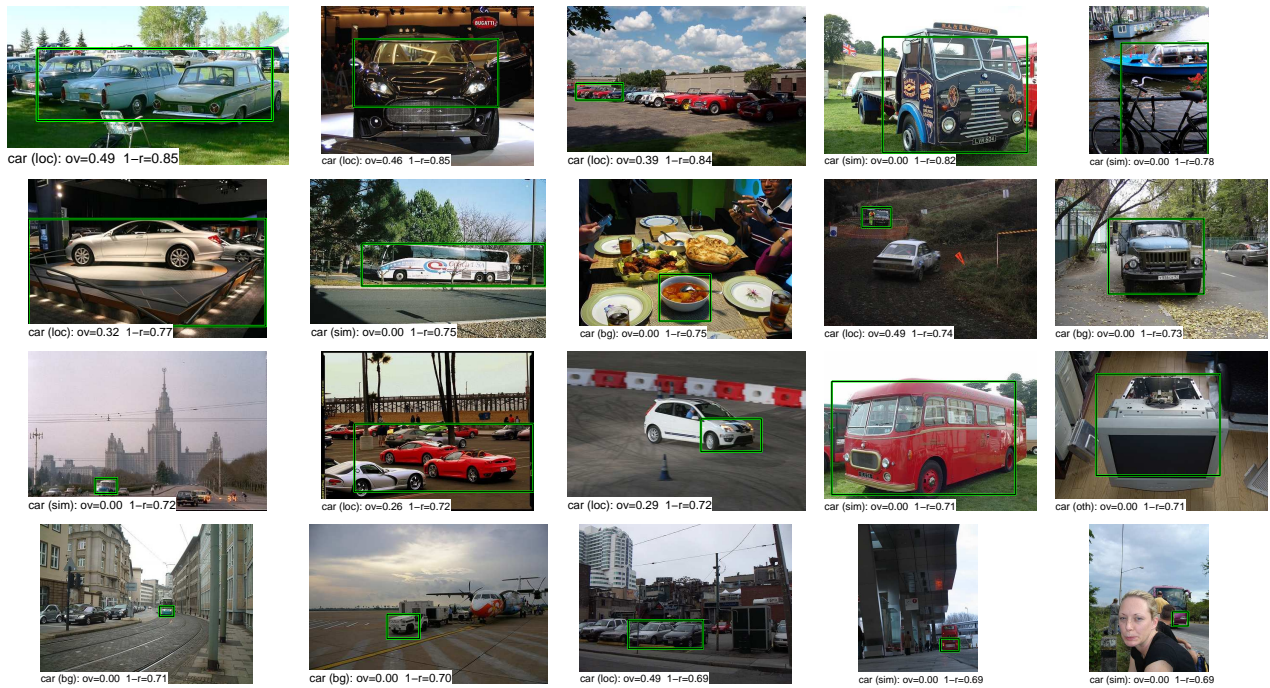 BUGATTI
car (loc): ov=0.49 1−r=0.85
car (loc): ov=0.46 1−r=0.85
car (loc): ov=0.39 1−r=0.84
car (sim): ov=0.00 1−r=0.82
car (sim): ov=0.00 1−r=0.78
car (loc): ov=0.32 1−r=0.77
car (sim): ov=0.00 1−r=0.75
car (bg): ov=0.00 1−r=0.75
car (loc): ov=0.49 1−r=0.74
car (bg): ov=0.00 1−r=0.73
car (sim): ov=0.00 1−r=0.72
car (loc): ov=0.26 1−r=0.72
car (loc): ov=0.29 1−r=0.72
car (sim): ov=0.00 1−r=0.71
car (oth): ov=0.00 1−r=0.71
car (bg): ov=0.00 1−r=0.71
car (bg): ov=0.00 1−r=0.70
car (loc): ov=0.49 1−r=0.69
car (sim): ov=0.00 1−r=0.69
car (sim): ov=0.00 1−r=0.69